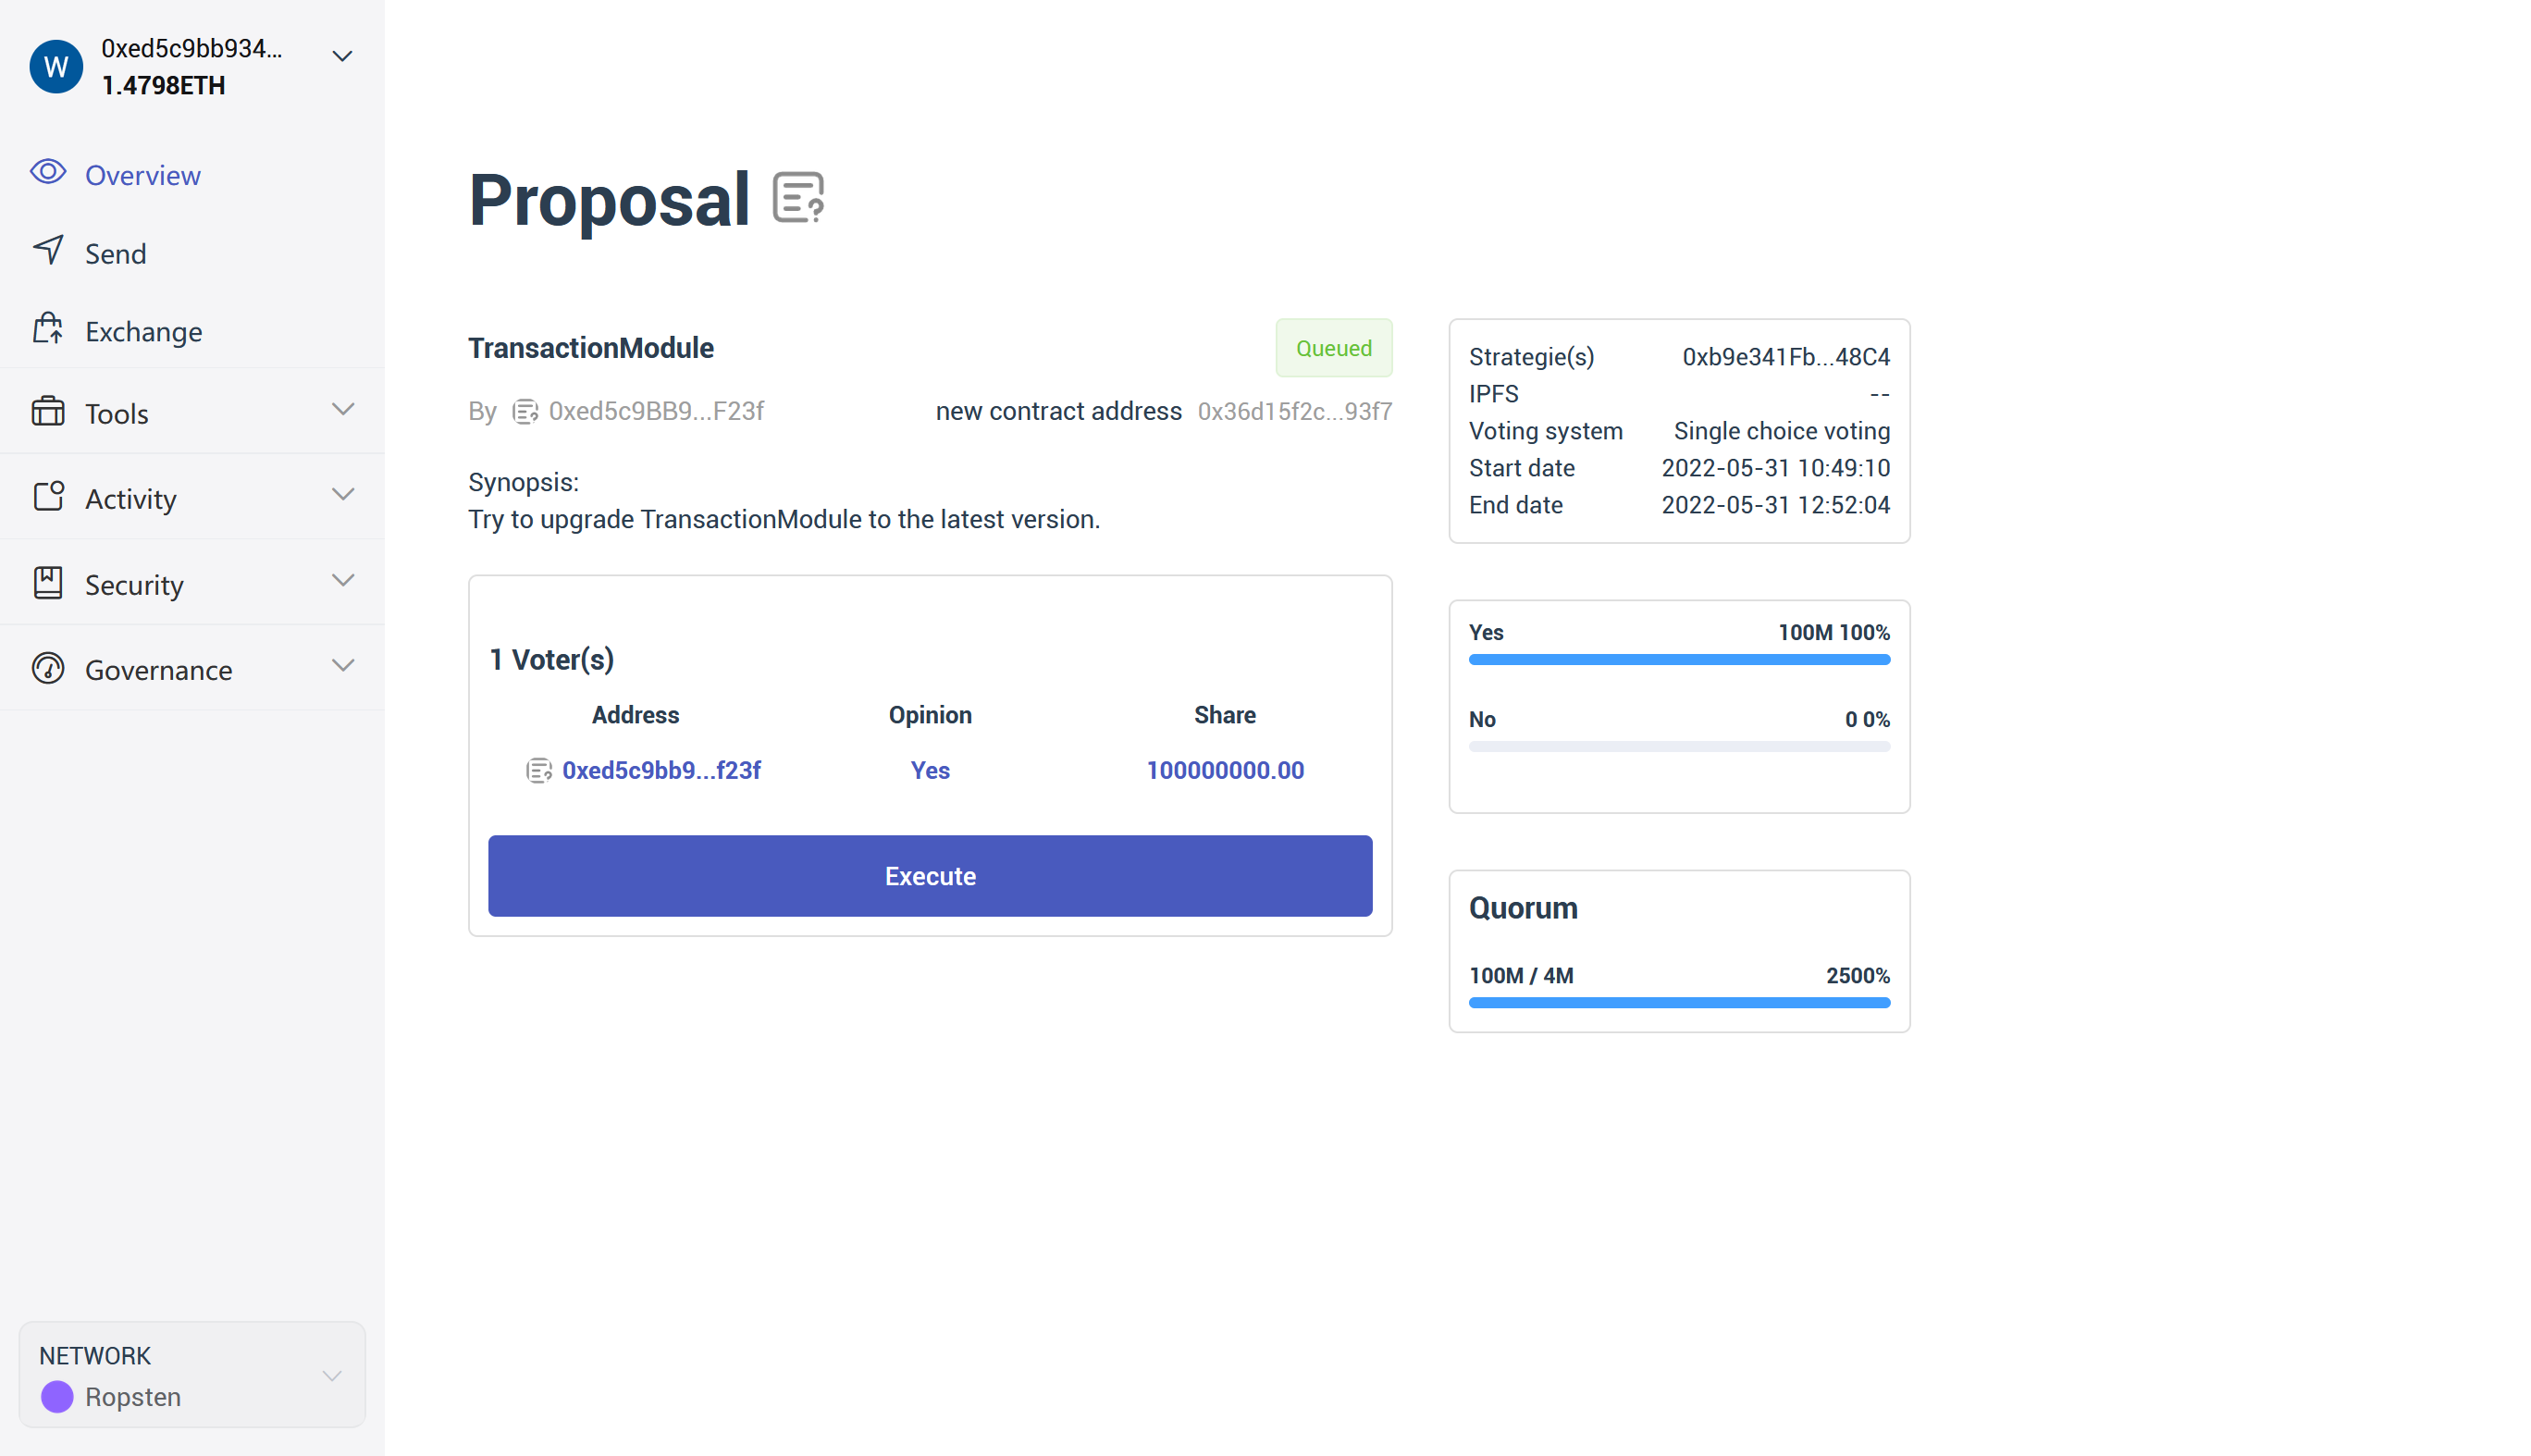 W
0xed5c9bb934...
1.4798ETH
Overview
Send
Exchange
Tools
Activity
Security
Governance
NETWORK
Ropsten
Proposal
TransactionModule
Queued
By 0xed5c9BB9...F23f
new contract address 0x36d15f2c...93f7
Synopsis:
Try to upgrade TransactionModule to the latest version.
1 Voter(s)
Address Opinion Share
0xed5c9bb9...f23f Yes 100000000.00
Execute
Strategie(s) 0xb9e341Fb...48C4
IPFS --
Voting system Single choice voting
Start date 2022-05-31 10:49:10
End date 2022-05-31 12:52:04
Yes 100M 100%
No 0 0%
Quorum
100M / 4M 2500%